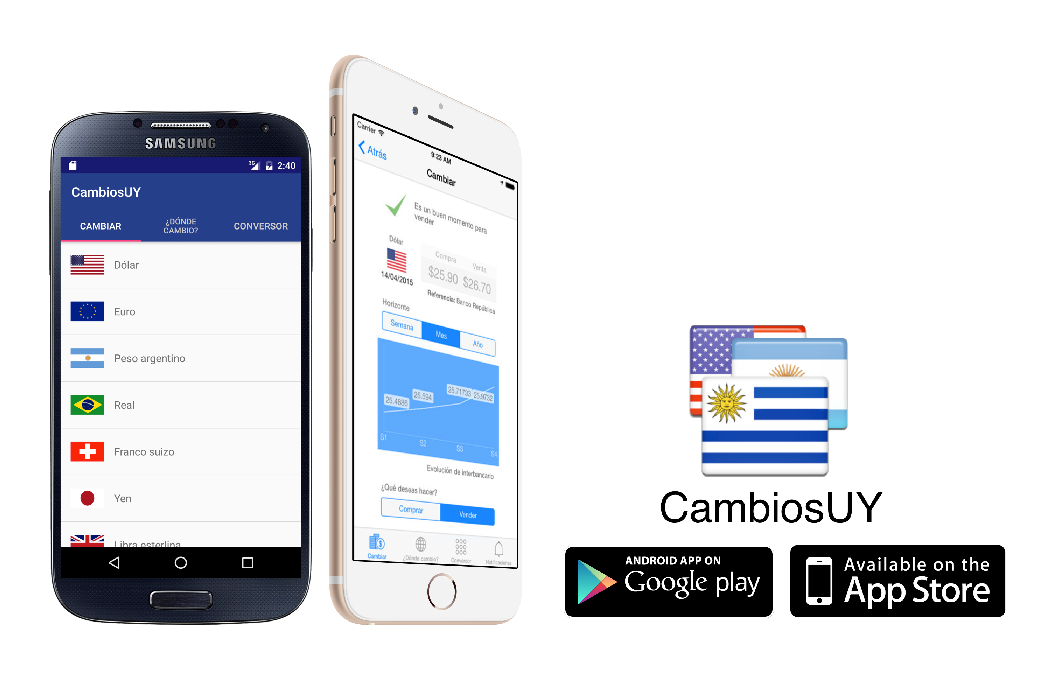 SAMSUNG
3G
2:40
CambiosUY
CAMBIAR
¿DÓNDE
CAMBIO?
CONVERSOR
Dólar
Euro
Peso argentino
Real
Franco suizo
Yen
Libra esterlina
Carrier
9:23 AM
Atrás
Cambiar
Es un buen momemo para
vender
Dólar
14/04/2015
Compra Venta
$25.90 $26.70
Referencia: Banco República
Horizonte
Semana
Mes
Año
25.4886
25.594
25.71733
25.9732
S1
S2
S3
S4
Evolución de interbancario
¿Qué deseas hacer?
Comprar
Vender
Cambiar
¿Dónde cambio?
Conversor
Notificaciones
CambiosUY
ANDROID APP ON
Google play
Available on the
App Store